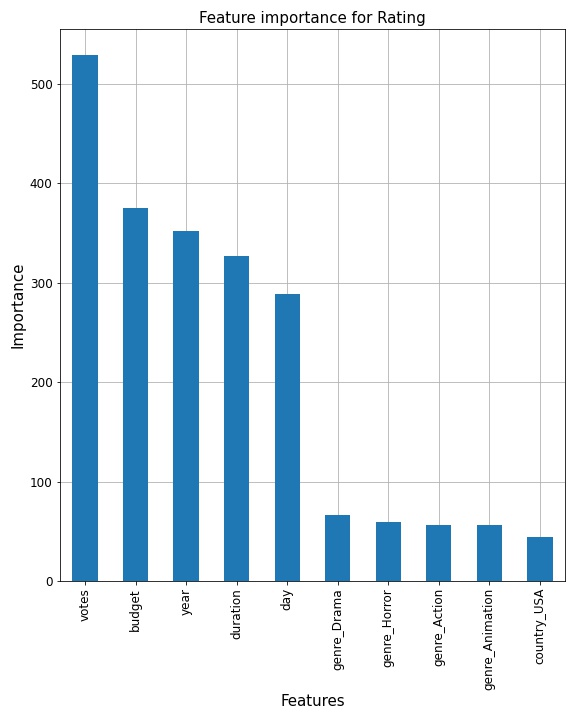 Feature importance for Rating
Importance
500
400
300
200
100
0
votes
budget
year
duration
day
genre_Drama
genre_Horror
genre_Action
genre_Animation
country_USA
Features